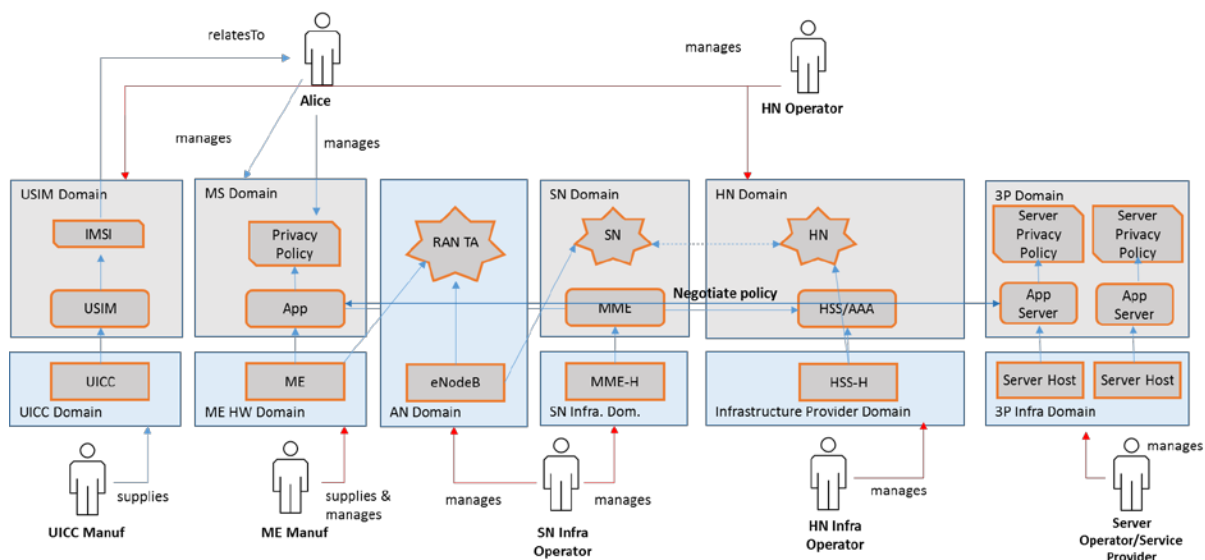 relatesTo
manages
Alice
HN Operator
manages
manages
USIM Domain
MS Domain
SN Domain
HN Domain
3P Domain
IMSI
Privacy
Policy
RAN TA
SN
HN
Server
Privacy
Policy
Server
Privacy
Policy
Negotiate policy
USIM
App
MME
HSS/AAA
App
Server
App
Server
UICC
ME
eNodeB
MME-H
HSS-H
Server Host
Server Host
UICC Domain
ME HW Domain
AN Domain
SN Infra. Dom.
Infrastructure Provider Domain
3P Infra Domain
supplies
supplies &
manages
manages
manages
manages
manages
UICC Manuf
ME Manuf
SN Infra
Operator
HN Infra
Operator
Server
Operator/Service
Provider